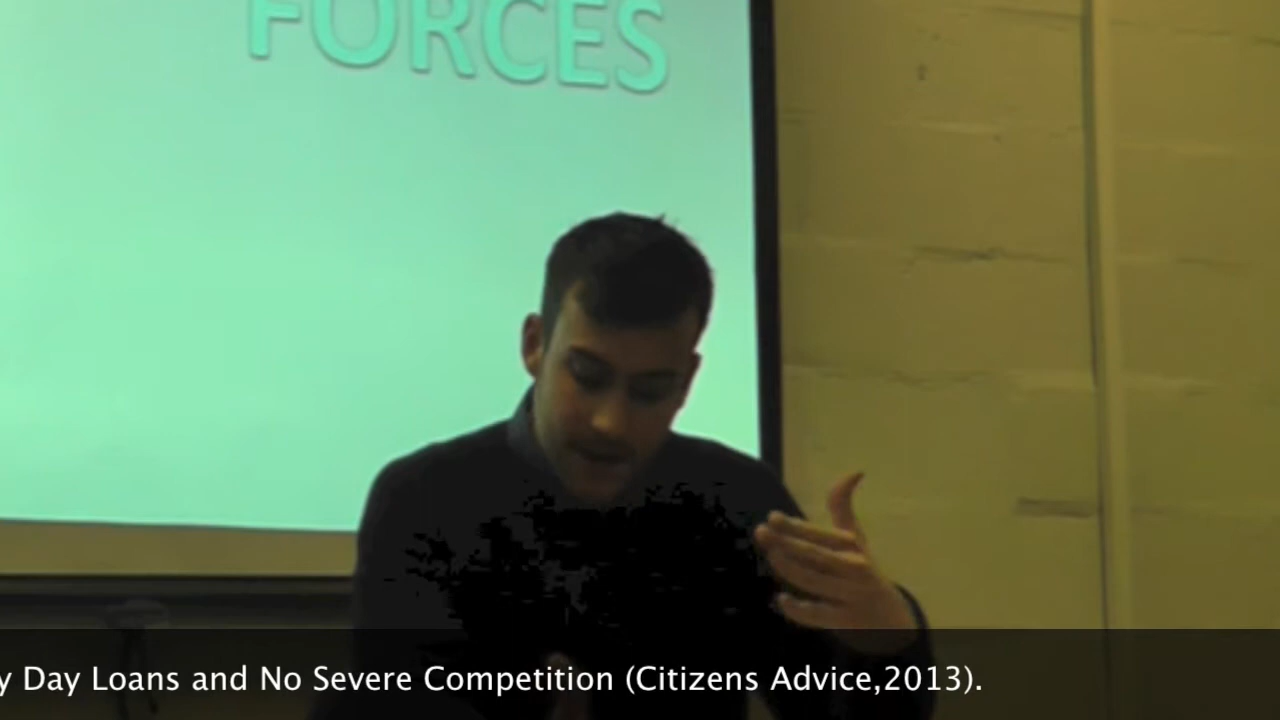 FORCES
Day Loans and No Severe Competition (Citizens Advice,2013).